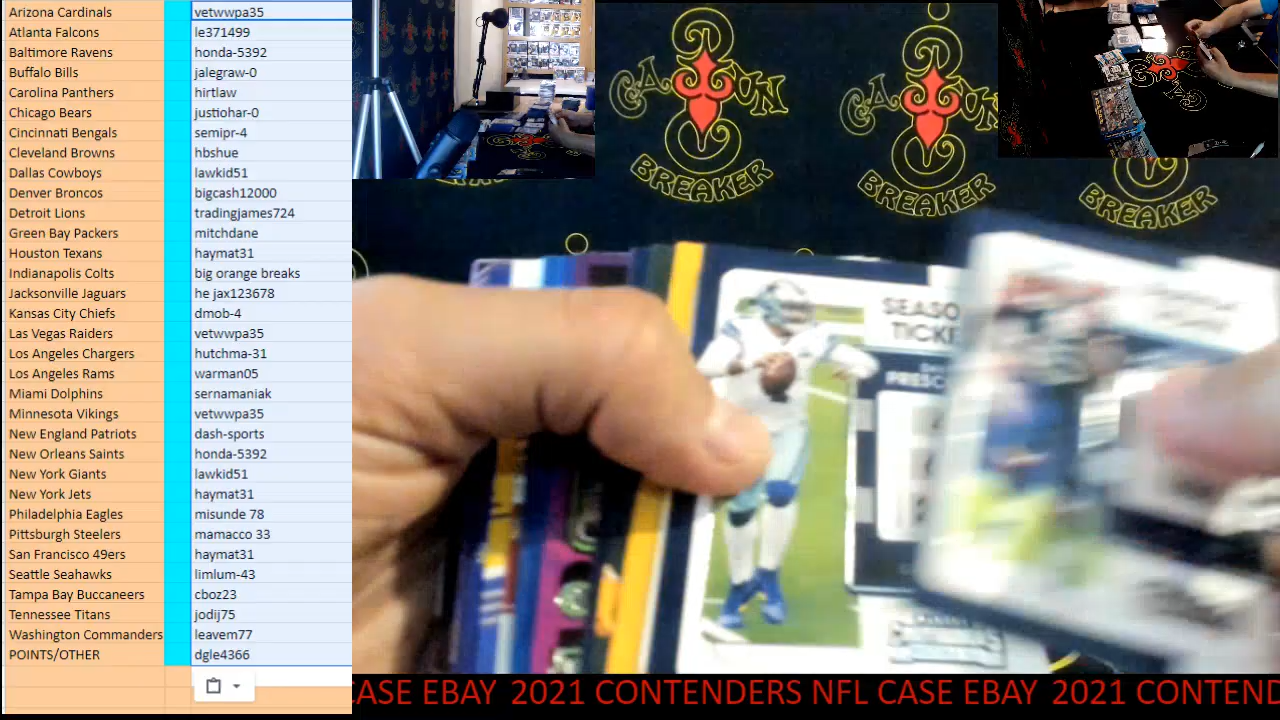 Arizona Cardinals vetwwpa35
Atlanta Falcons le371499
Baltimore Ravens honda-5392
Buffalo Bills jalegraw-0
Carolina Panthers hirtlaw
Chicago Bears justiohar-0
Cincinnati Bengals semipr-4
Cleveland Browns hbshue
Dallas Cowboys lawkid51
Denver Broncos bigcash12000
Detroit Lions tradingjames724
Green Bay Packers mitchdane
Houston Texans haymat31
Indianapolis Colts big orange breaks
Jacksonville Jaguars he jax123678
Kansas City Chiefs dmob-4
Las Vegas Raiders vetwwpa35
Los Angeles Chargers hutchma-31
Los Angeles Rams warman05
Miami Dolphins sernamaniak
Minnesota Vikings vetwwpa35
New England Patriots dash-sports
New Orleans Saints honda-5392
New York Giants lawkid51
New York Jets haymat31
Philadelphia Eagles misunde 78
Pittsburgh Steelers mamacco 33
San Francisco 49ers haymat31
Seattle Seahawks limlum-43
Tampa Bay Buccaneers cboz23
Tennessee Titans jodij75
Washington Commanders leavem77
POINTS/OTHER dgle4366
BREAKER
BREAKER
BREAKER
SEASO
TICKE
CASE EBAY 2021 CONTENDERS NFL CASE EBAY 2021 CONTEND